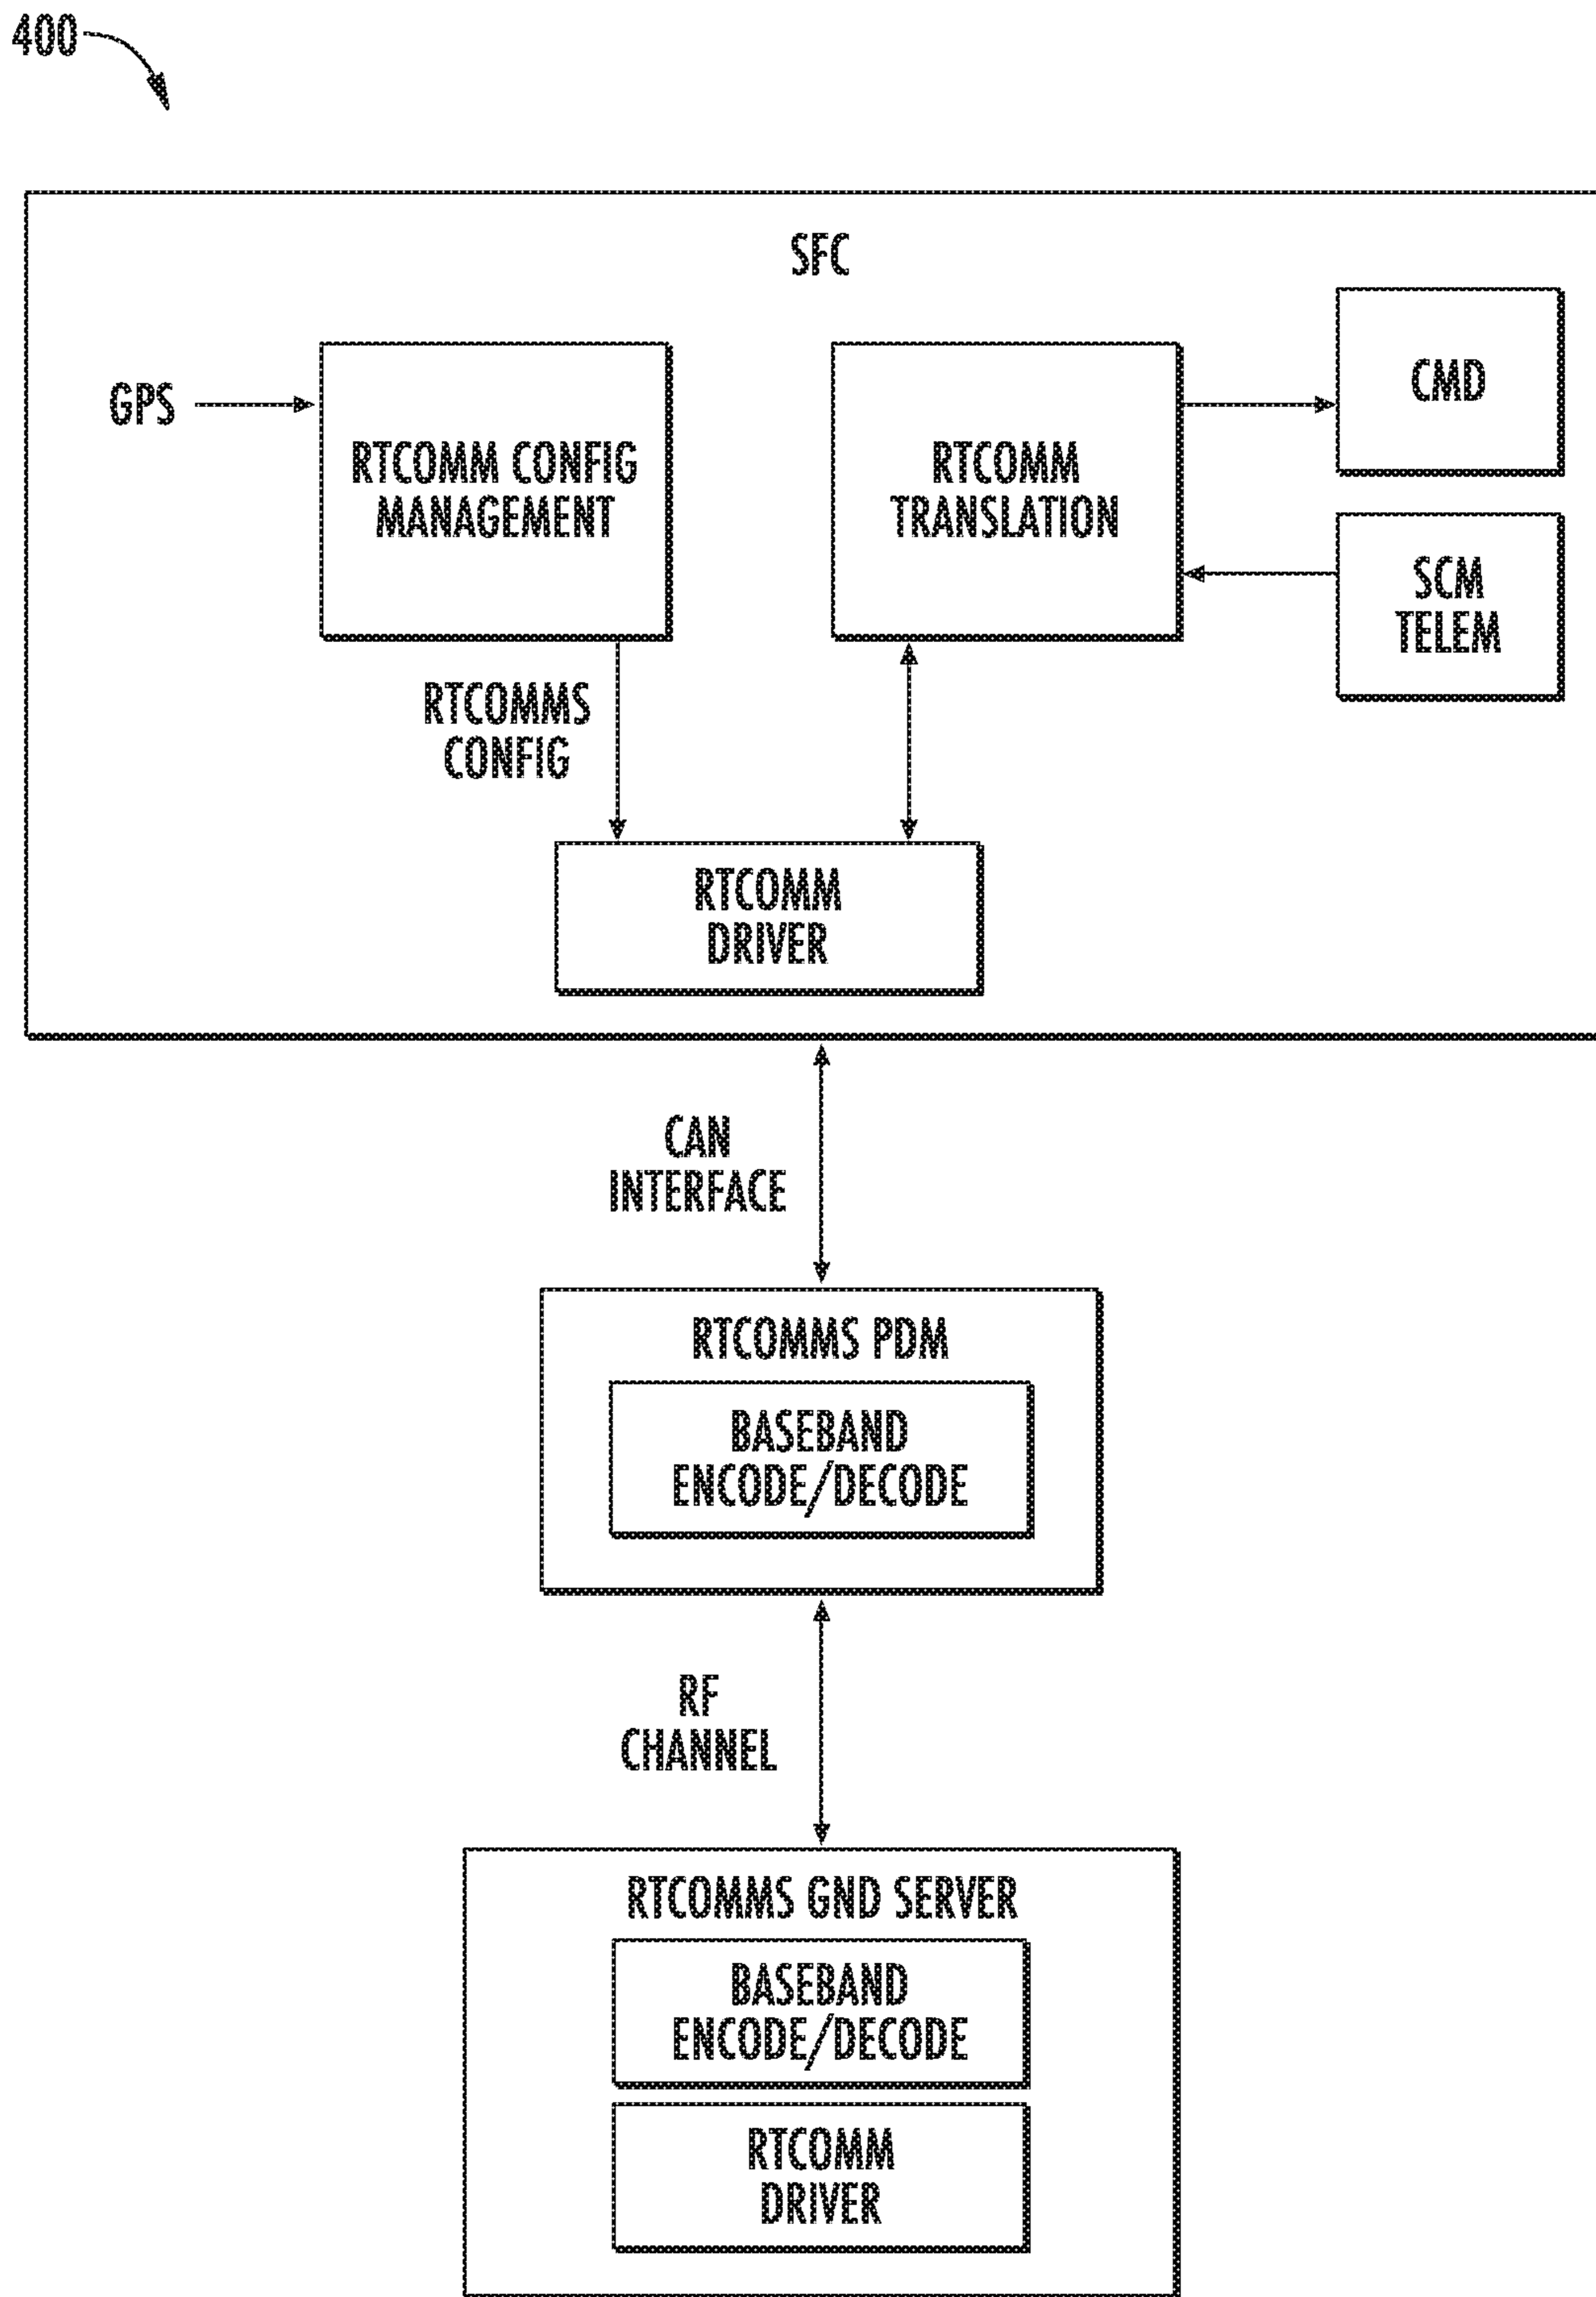 400
SFC
GPS
RTCOMM CONFIG
MANAGEMENT
RTCOMM
TRANSLATION
CMD
SCM
TELEM
RTCOMMS
CONFIG
RTCOMM
DRIVER
CAN
INTERFACE
RTCOMMS PDM
BASEBAND
ENCODE/DECODE
RF
CHANNEL
RTCOMMS GND SERVER
BASEBAND
ENCODE/DECODE
RTCOMM
DRIVER